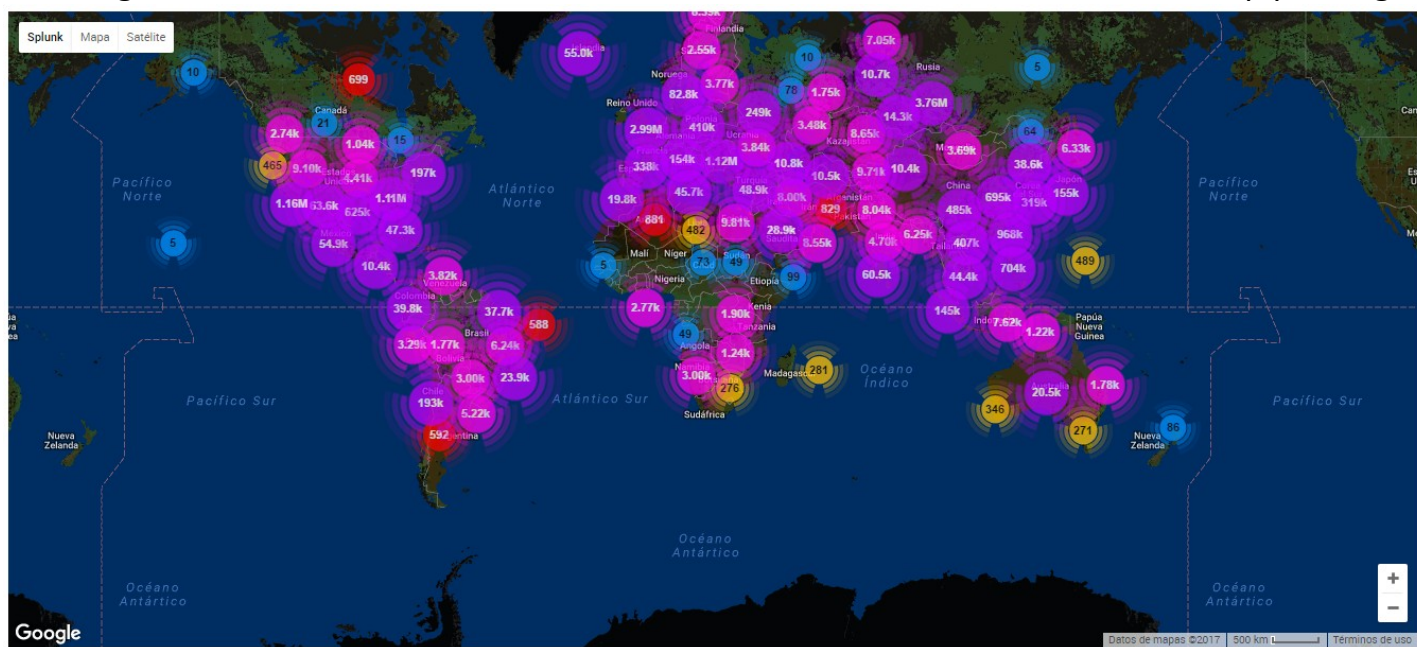 Splunk Mapa Satélite
55.0k
Finlandia
7.05k
2.55k
10
10
699
Noruega
3.77k
10.7k
Rusia
5
82.8k
78
1.75k
Reino Unido
249k
3.76M
Canadá
21
2.99M
410k
3.48k
14.3k
64
2.74k
1.04k
15
3.84k
8.65k
Kazajistán
3.69k
6.33k
465
9.10k
197k
338k
154k
1.12M
10.8k
9.71k
10.4k
38.6k
Pacífico
Norte
Atlántico
Norte
10.5k
China
Pacífico
Norte
1.16M
63.6k
625k
1.11M
19.8k
45.7k
48.9k
8.00k
695k
319k
155k
829
8.04k
485k
881
482
9.81k
54.9k
47.3k
28.9k
8.55k
4.70k
6.25k
407k
968k
5
Malí
Níger
10.4k
3.82k
Venezuela
5
73
49
Sudán
Nigeria
Etiopía
99
60.5k
44.4k
704k
489
Colombia
39.8k
37.7k
588
2.77k
1.90k
Kenia
Tanzania
145k
7.62k
1.22k
Papúa
Nueva
Guinea
Brasil
3.29k
1.77k
6.24k
Bolivia
49
Angola
1.24k
3.00k
23.9k
3.00k
276
Madagascar
281
Océano
Índico
Australia
20.5k
1.78k
Chile
193k
5.22k
Pacífico Sur
Atlántico Sur
Sudáfrica
346
271
86
Pacífico Sur
592
Nueva
Zelanda
Nueva
Zelanda
Océano
Antártico
Océano
Antártico
Océano
Antártico
+
−
Google
Datos de mapas ©2017 500 km Términos de uso